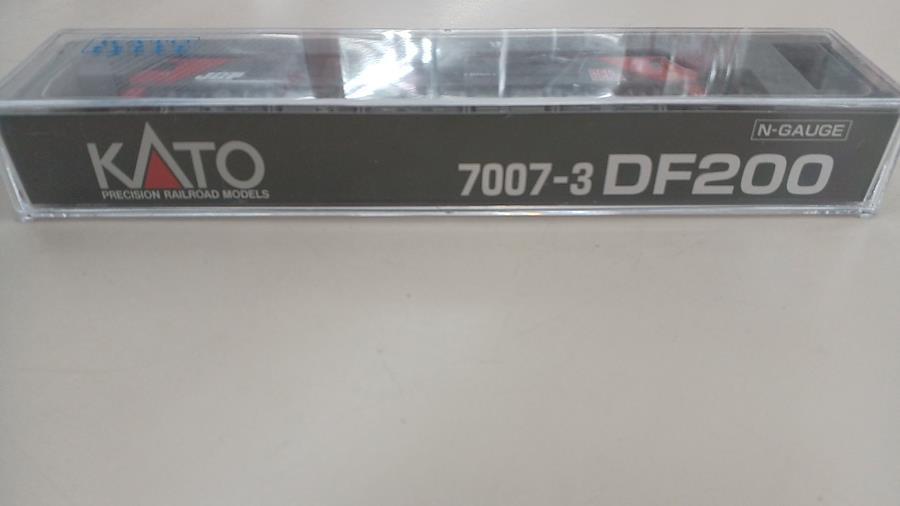 KATO
PRECISION RAILROAD MODELS
N-GAUGE
7007-3 DF200